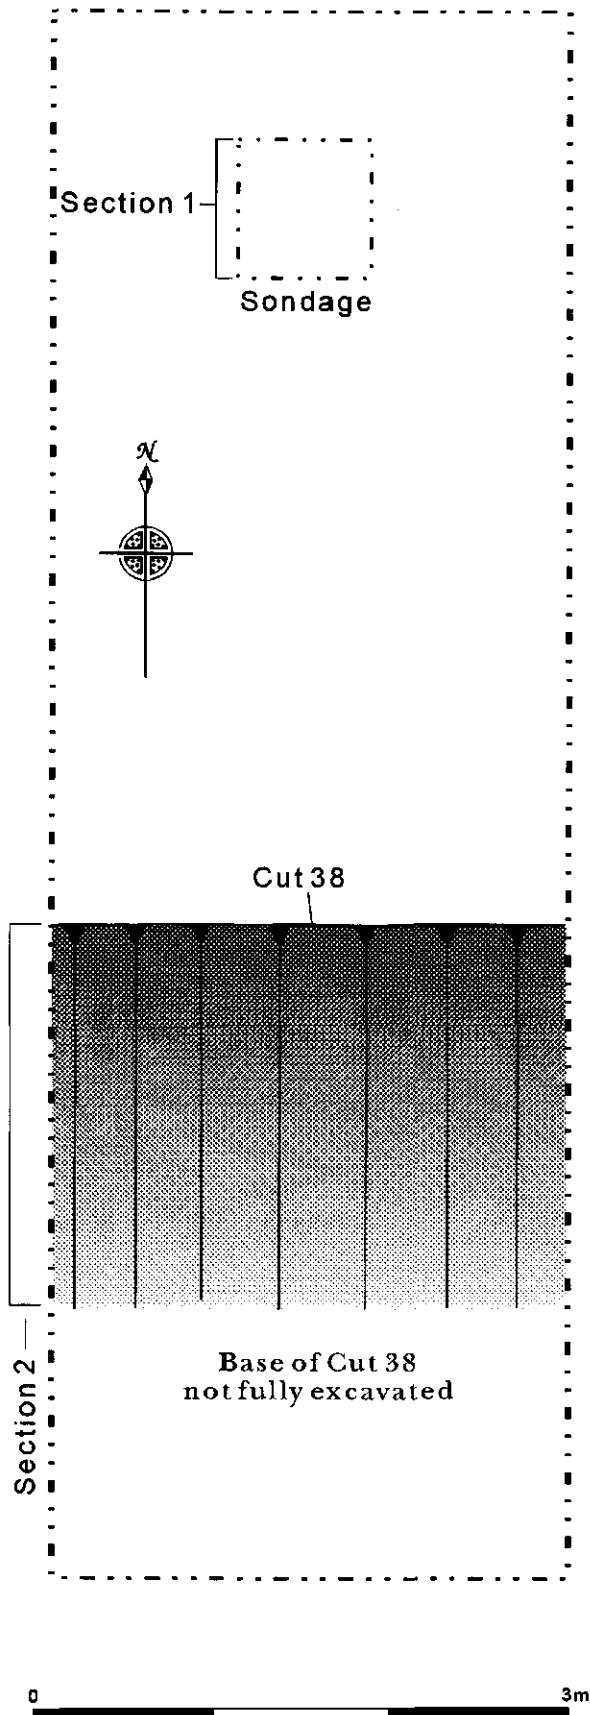 Section 1
Sondage
N
Cut 38
Section 2
Base of Cut 38
not fully excavated
0 3m